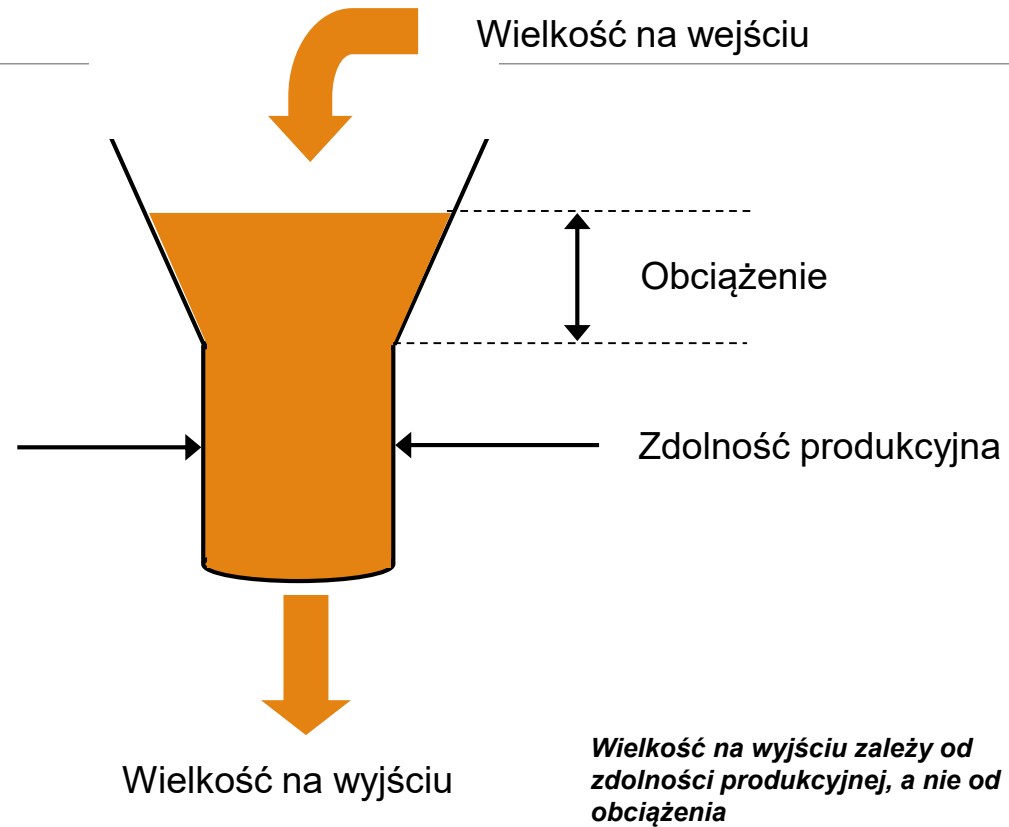 Wielkość na wejściu
Obciążenie
Zdolność produkcyjna
Wielkość na wyjściu
Wielkość na wyjściu zależy od
zdolności produkcyjnej, a nie od
obciążenia